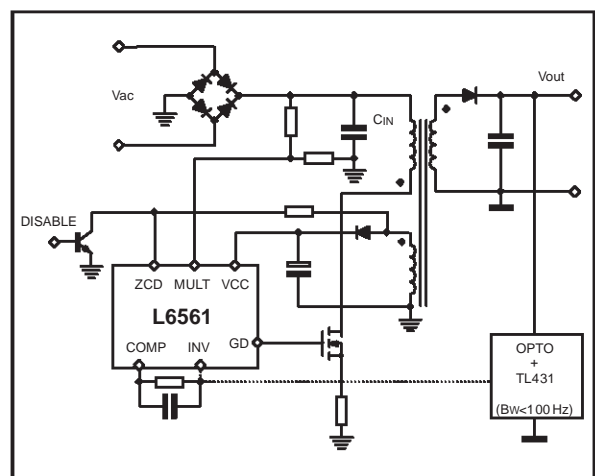 Vac
CIN
Vout
DISABLE
ZCD MULT VCC
L6561
GD
COMP INV
OPTO
+
TL431
(BW<100 Hz)